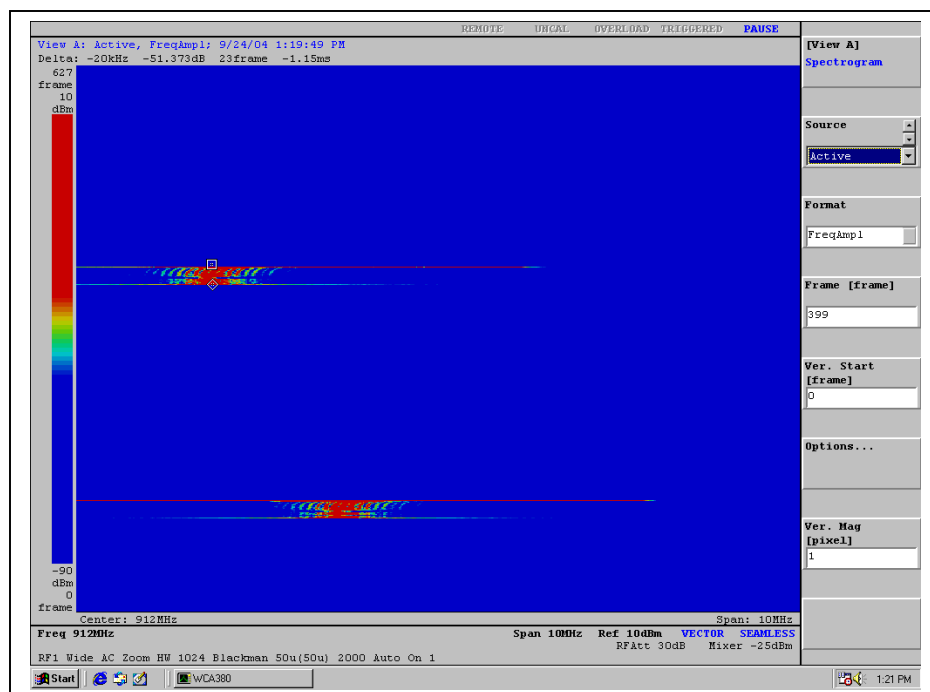 REMOTE UNCAL OVERLOAD TRIGGERED PAUSE
View A: Active, FreqAmpl; 9/24/04 1:19:49 PM
Delta: -20kHz -51.373dB 23frame -1.15ms
627
frame
10
dBm
-90
dBm
0
frame
Center: 912MHz Span: 10MHz
Freq 912MHz Span 10MHz Ref 10dBm VECTOR SEAMLESS
RFAtt 30dB Mixer -25dBm
RF1 Wide AC Zoom HW 1024 Blackman 50u(50u) 2000 Auto On 1
[View A]
Spectrogram
Source
Active
Format
FreqAmpl
Frame [frame]
399
Ver. Start
[frame]
0
Options...
Ver. Mag
[pixel]
1
Start WCA380 1:21 PM